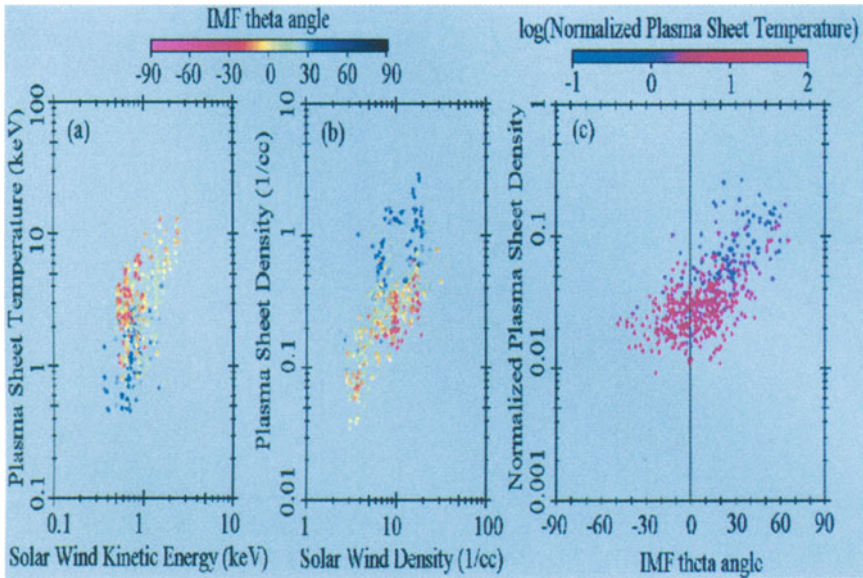 IMF theta angle
-90 -60 -30 0 30 60 90
log(Normalized Plasma Sheet Temperature)
-1 0 1 2
(a)
Plasma Sheet Temperature (keV)
100
10
1
0.1
0.1 1 10
Solar Wind Kinetic Energy (keV)
(b)
Plasma Sheet Density (1/cc)
10
1
0.1
0.01
1 10 100
Solar Wind Density (1/cc)
(c)
Normalized Plasma Sheet Density
1
0.1
0.01
0.001
-90 -60 -30 0 30 60 90
IMF theta angle